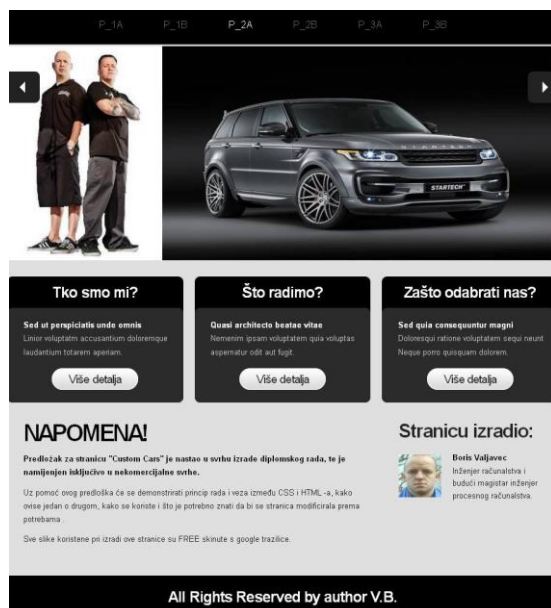 P_1A P_1B P_2A P_2B P_3A P_3B
STARTECH
Tko smo mi?
Sed ut perspiciatis unde omnis
Linior voluptatm accusantium doloremque
laudantium totarem aperiam.
Više detalja
Što radimo?
Quasi architecto beatae vitae
Nemenim ipsam voluptatem quia voluptas
aspernatur odit aut fugit.
Više detalja
Zašto odabrati nas?
Sed quia consequuntur magni
Doloresqui ratione voluptatem sequi neunt
Neque porro quisquam dolorem.
Više detalja
NAPOMENA!
Predložak za stranicu "Custom Cars" je nastao u svrhu izrade diplomskog rada, te je
namijenjen isključivo u nekomercijalne svrhe.
Uz pomoć ovog predloška će se demonstrirati princip rada i veza između CSS i HTML -a, kako
ovise jedan o drugom, kako se koriste i što je potrebno znati da bi se stranica modificirala prema
potrebama .
Sve slike koristene pri izradi ove stranice su FREE skinute s google trazilice.
Stranicu izradio:
Boris Valjavec
Inženjer računalstva i
budući magistar inženjer
procesnog računalstva.
All Rights Reserved by author V.B.